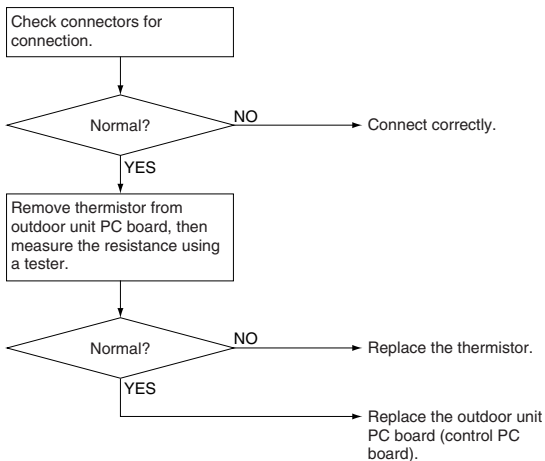 Check connectors for
connection.
Normal?
NO
Connect correctly.
YES
Remove thermistor from
outdoor unit PC board, then
measure the resistance using
a tester.
Normal?
NO
Replace the thermistor.
YES
Replace the outdoor unit
PC board (control PC
board).